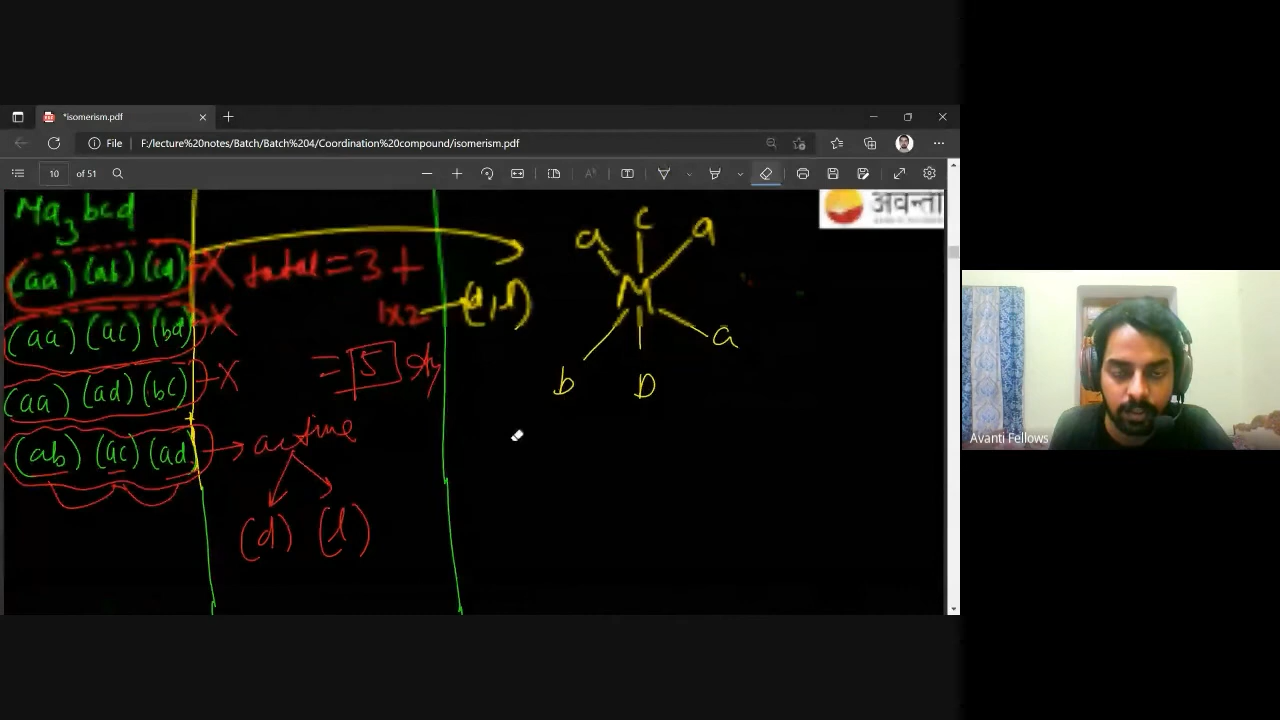 *isomerism.pdf
File F:/lecture%20notes/Batch/Batch%204/Coordination%20compound/isomerism.pdf
10 of 51
Ma3bcd
अवन्ता
(aa) (ab) (cd) X total = 3 +
1x2 (d, l)
(aa) (ac) (bd) X
= 5
(aa) (ad) (bc) X
(ab) (ac) (ad) → active
(d) (l)
a c a
M
b D a
Avanti Fellows